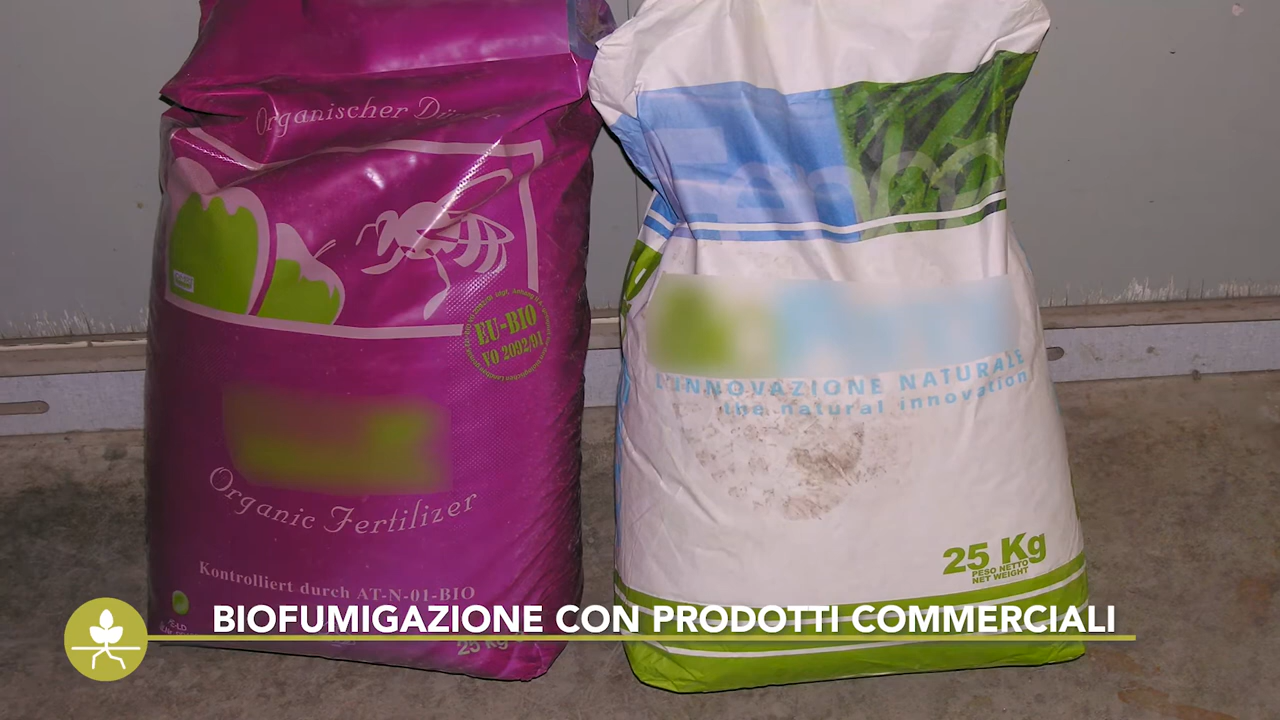 Organischer
EU-BIO
VO 2092/91
Organic Fertilizer
Kontrolliert durch AT-N-01-BIO
25 Kg
L'INNOVAZIONE NATURALE
the natural innovation
25 Kg
PESO NETTO
NET WEIGHT
BIOFUMIGAZIONE CON PRODOTTI COMMERCIALI